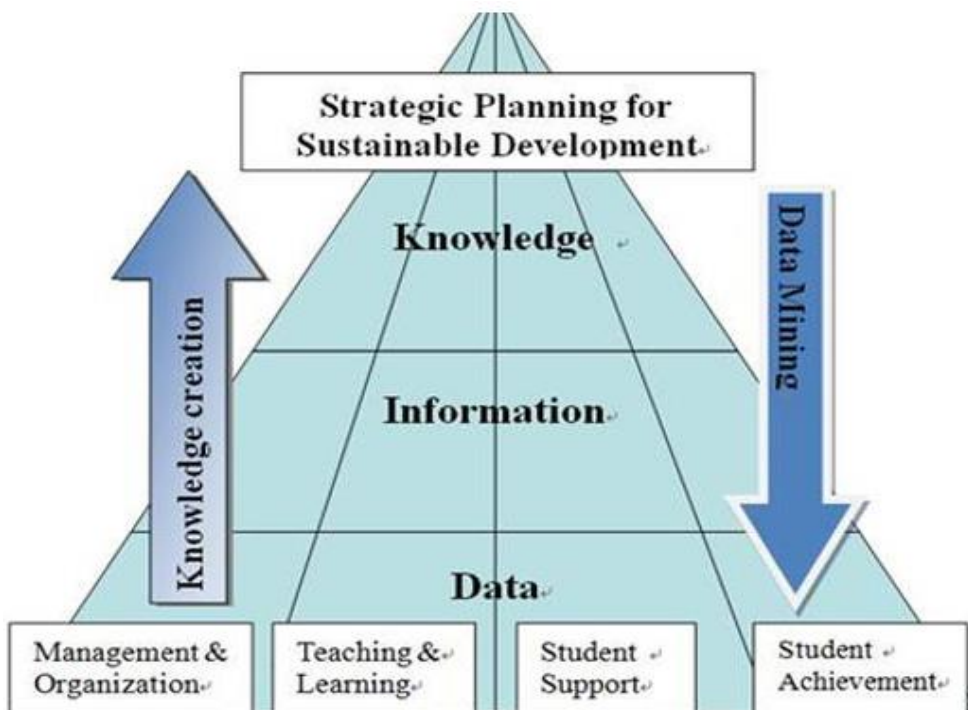 Strategic Planning for
Sustainable Development
Knowledge
Information
Data
Knowledge creation
Data Mining
Management &
Organization
Teaching &
Learning
Student
Support
Student
Achievement